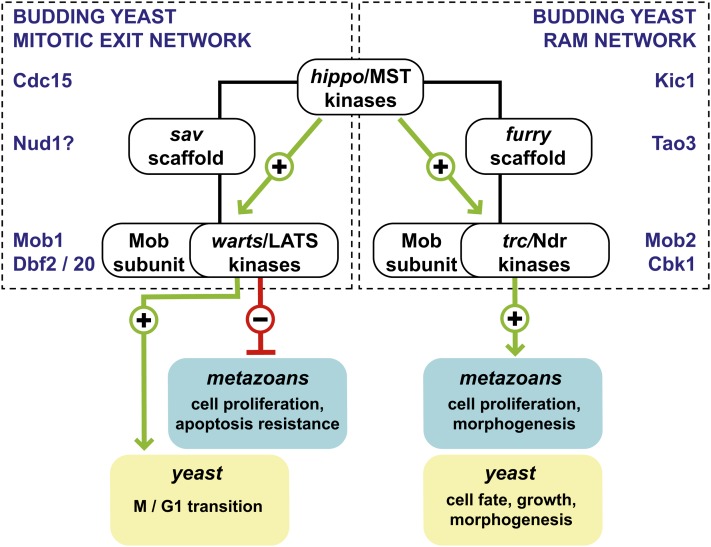 BUDDING YEAST
MITOTIC EXIT NETWORK
BUDDING YEAST
RAM NETWORK
Cdc15
hippo/MST
kinases
Kic1
Nud1?
sav
scaffold
+
+
furry
scaffold
Tao3
Mob1
Dbf2 / 20
Mob
subunit
warts/LATS
kinases
Mob
subunit
trc/Ndr
kinases
Mob2
Cbk1
+
−
+
metazoans
cell proliferation,
apoptosis resistance
metazoans
cell proliferation,
morphogenesis
yeast
M / G1 transition
yeast
cell fate, growth,
morphogenesis